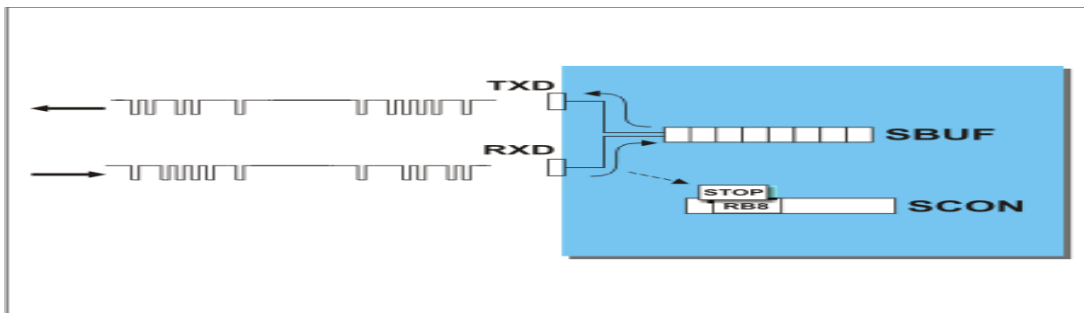 TXD
SBUF
RXD
STOP
RB8
SCON